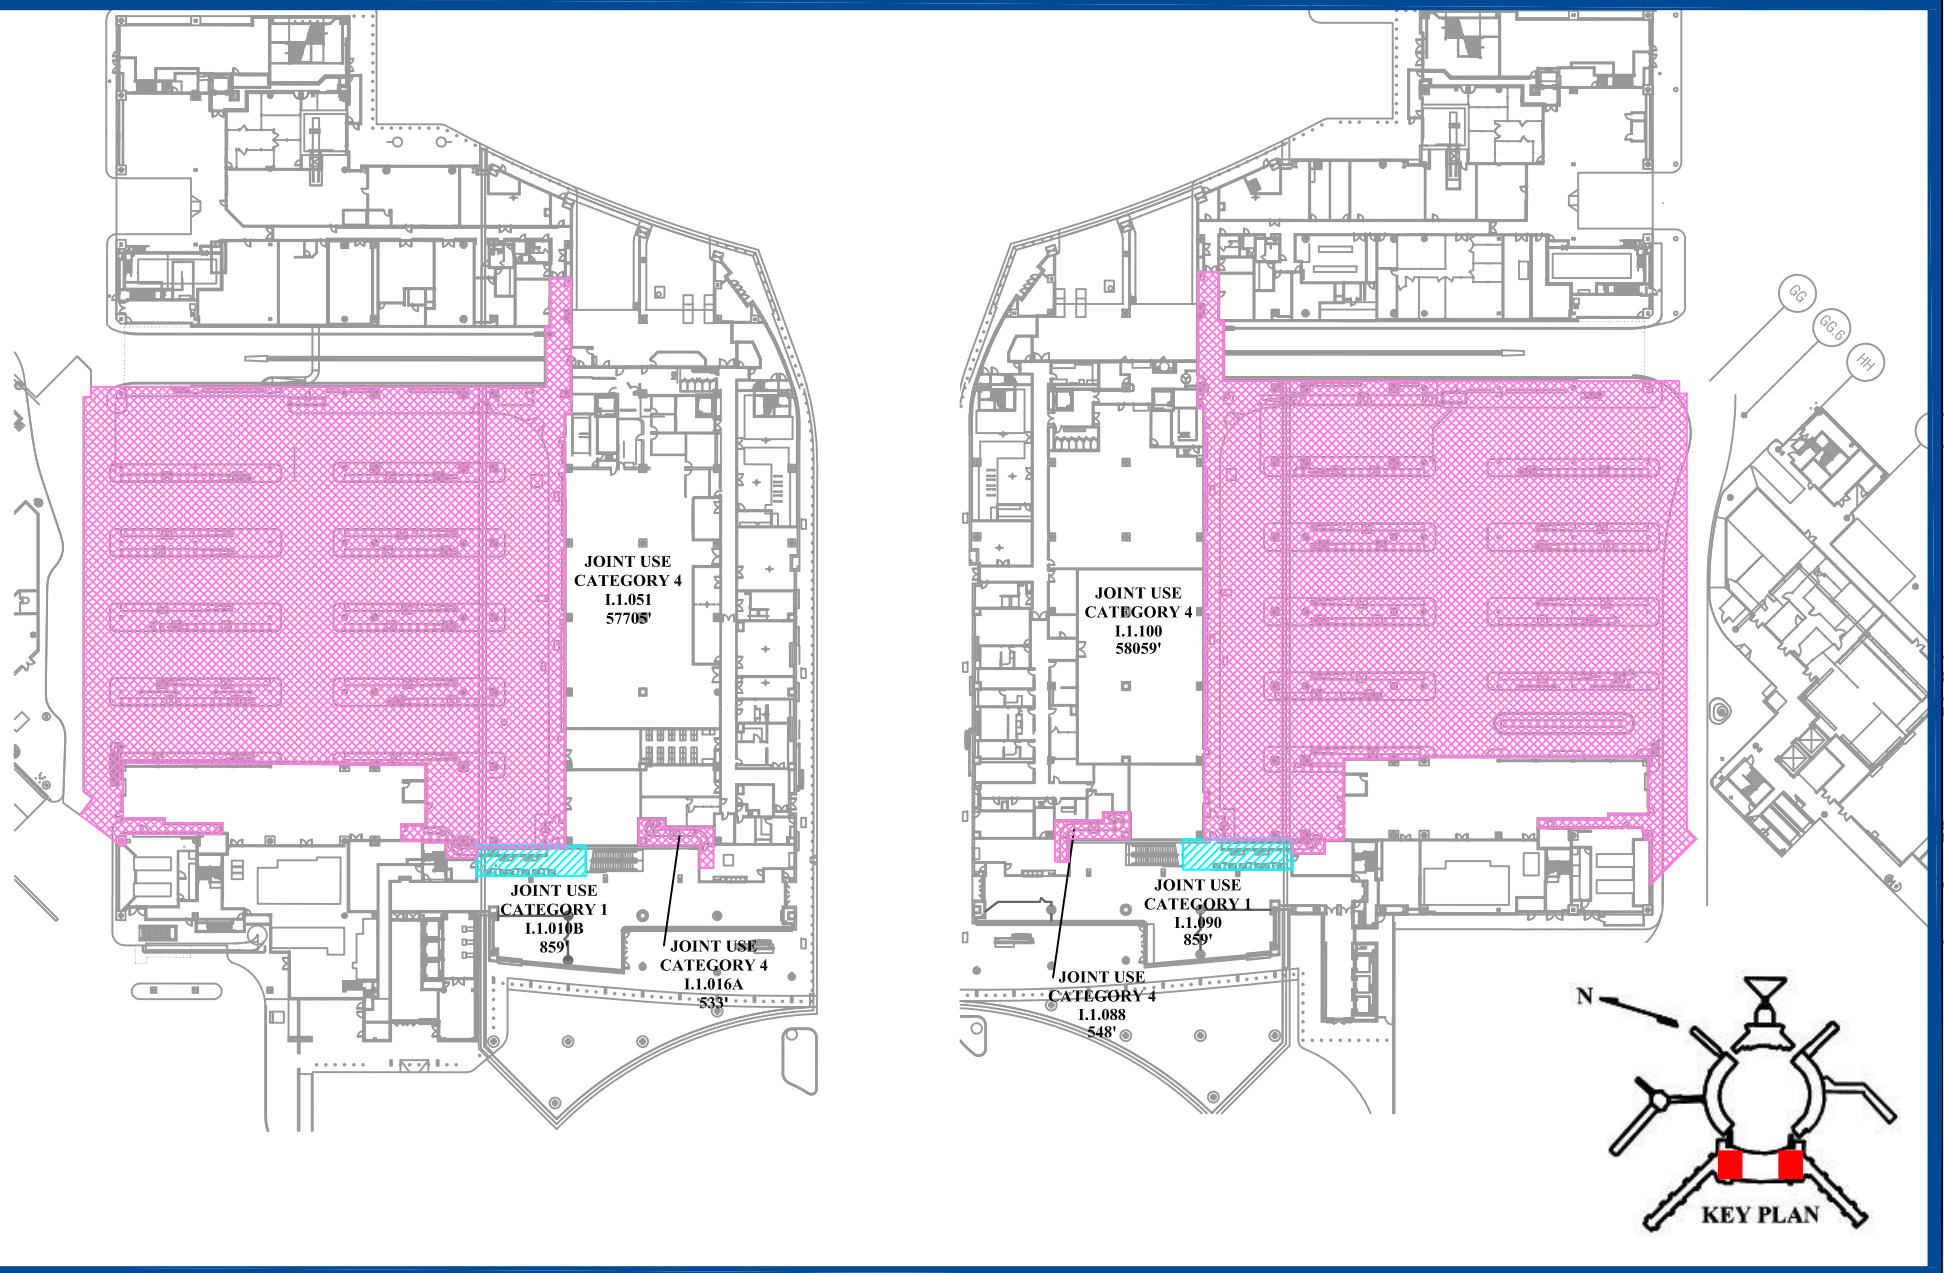 GG
GG.6
HH
JOINT USE
CATEGORY 4
I.1.051
57705'
JOINT USE
CATEGORY 4
I.1.100
58059'
JOINT USE
CATEGORY 1
I.1.010B
859'
JOINT USE
CATEGORY 4
I.1.016A
533'
JOINT USE
CATEGORY 1
I.1.090
859'
JOINT USE
CATEGORY 4
I.1.088
548'
N
KEY PLAN